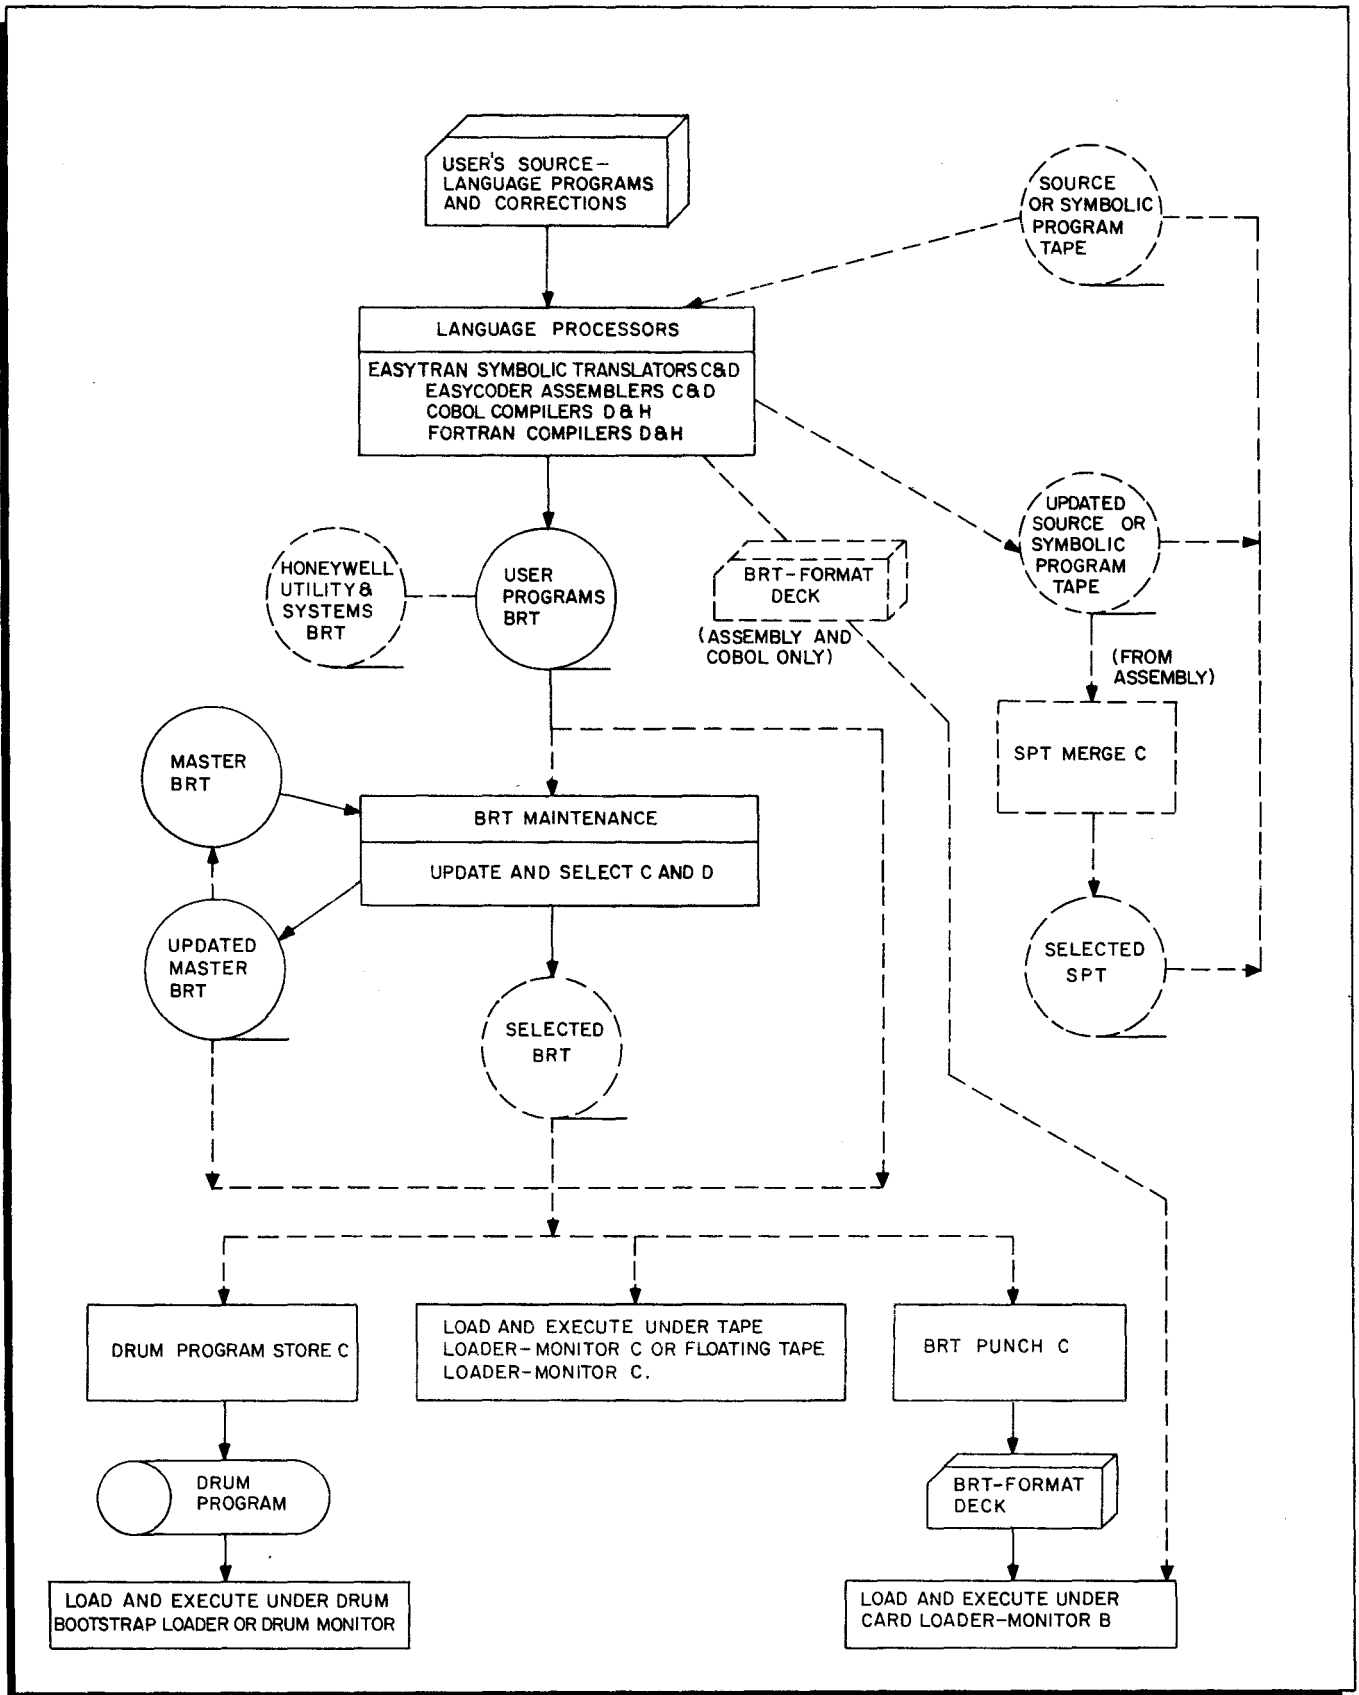 USER'S SOURCE-
LANGUAGE PROGRAMS
AND CORRECTIONS
SOURCE
OR SYMBOLIC
PROGRAM
TAPE
LANGUAGE PROCESSORS
EASYTRAN SYMBOLIC TRANSLATORS C&D
EASYCODER ASSEMBLERS C&D
COBOL COMPILERS D&H
FORTRAN COMPILERS D&H
UPDATED
SOURCE OR
SYMBOLIC
PROGRAM
TAPE
HONEYWELL
UTILITY &
SYSTEMS
BRT
USER
PROGRAMS
BRT
BRT-FORMAT
DECK
(ASSEMBLY AND
COBOL ONLY)
(FROM
ASSEMBLY)
MASTER
BRT
SPT MERGE C
BRT MAINTENANCE
UPDATE AND SELECT C AND D
UPDATED
MASTER
BRT
SELECTED
SPT
SELECTED
BRT
DRUM PROGRAM STORE C
LOAD AND EXECUTE UNDER TAPE
LOADER-MONITOR C OR FLOATING TAPE
LOADER-MONITOR C.
BRT PUNCH C
DRUM
PROGRAM
BRT-FORMAT
DECK
LOAD AND EXECUTE UNDER DRUM
BOOTSTRAP LOADER OR DRUM MONITOR
LOAD AND EXECUTE UNDER
CARD LOADER-MONITOR B